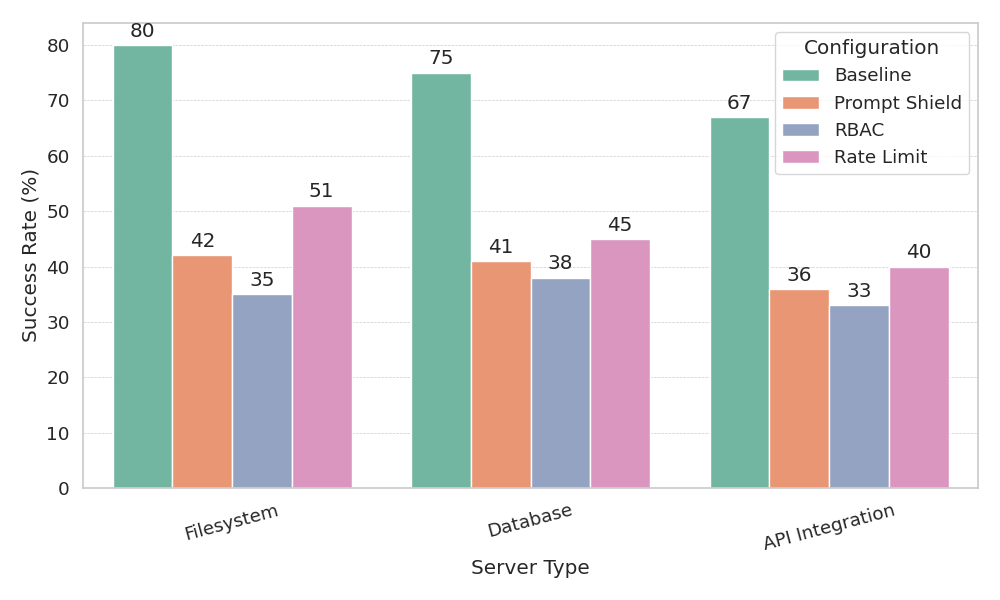 80
75
67
42
35
51
41
38
45
36
33
40
Configuration
Baseline
Prompt Shield
RBAC
Rate Limit
Success Rate (%)
80
70
60
50
40
30
20
10
0
Filesystem
Database
API Integration
Server Type